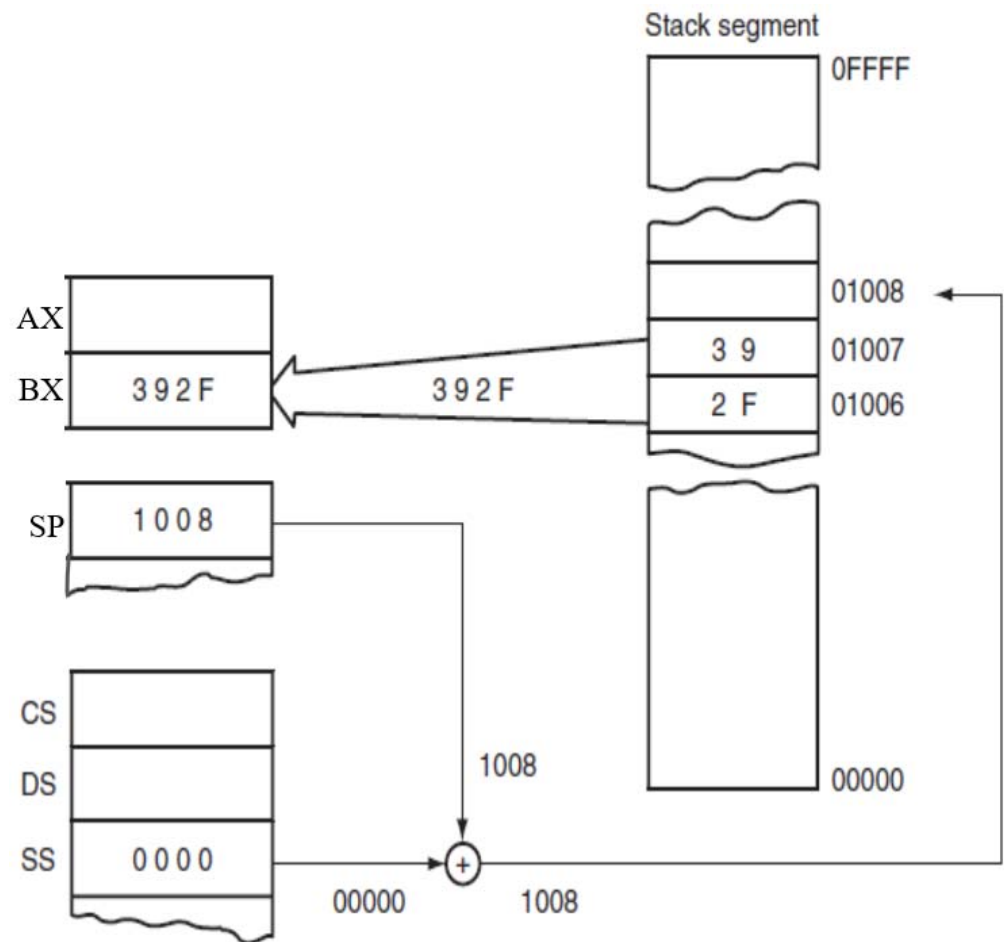 Stack segment
0FFFF
01008
AX
3 9
01007
BX
3 9 2 F
3 9 2 F
2 F
01006
SP
1 0 0 8
CS
DS
1008
00000
SS
0 0 0 0
+
00000
1008